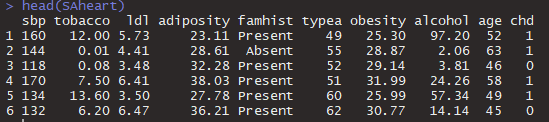 > head(SAheart)
sbp tobacco ldl adiposity famhist typea obesity alcohol age chd
1 160 12.00 5.73 23.11 Present 49 25.30 97.20 52 1
2 144 0.01 4.41 28.61 Absent 55 28.87 2.06 63 1
3 118 0.08 3.48 32.28 Present 52 29.14 3.81 46 0
4 170 7.50 6.41 38.03 Present 51 31.99 24.26 58 1
5 134 13.60 3.50 27.78 Present 60 25.99 57.34 49 1
6 132 6.20 6.47 36.21 Present 62 30.77 14.14 45 0